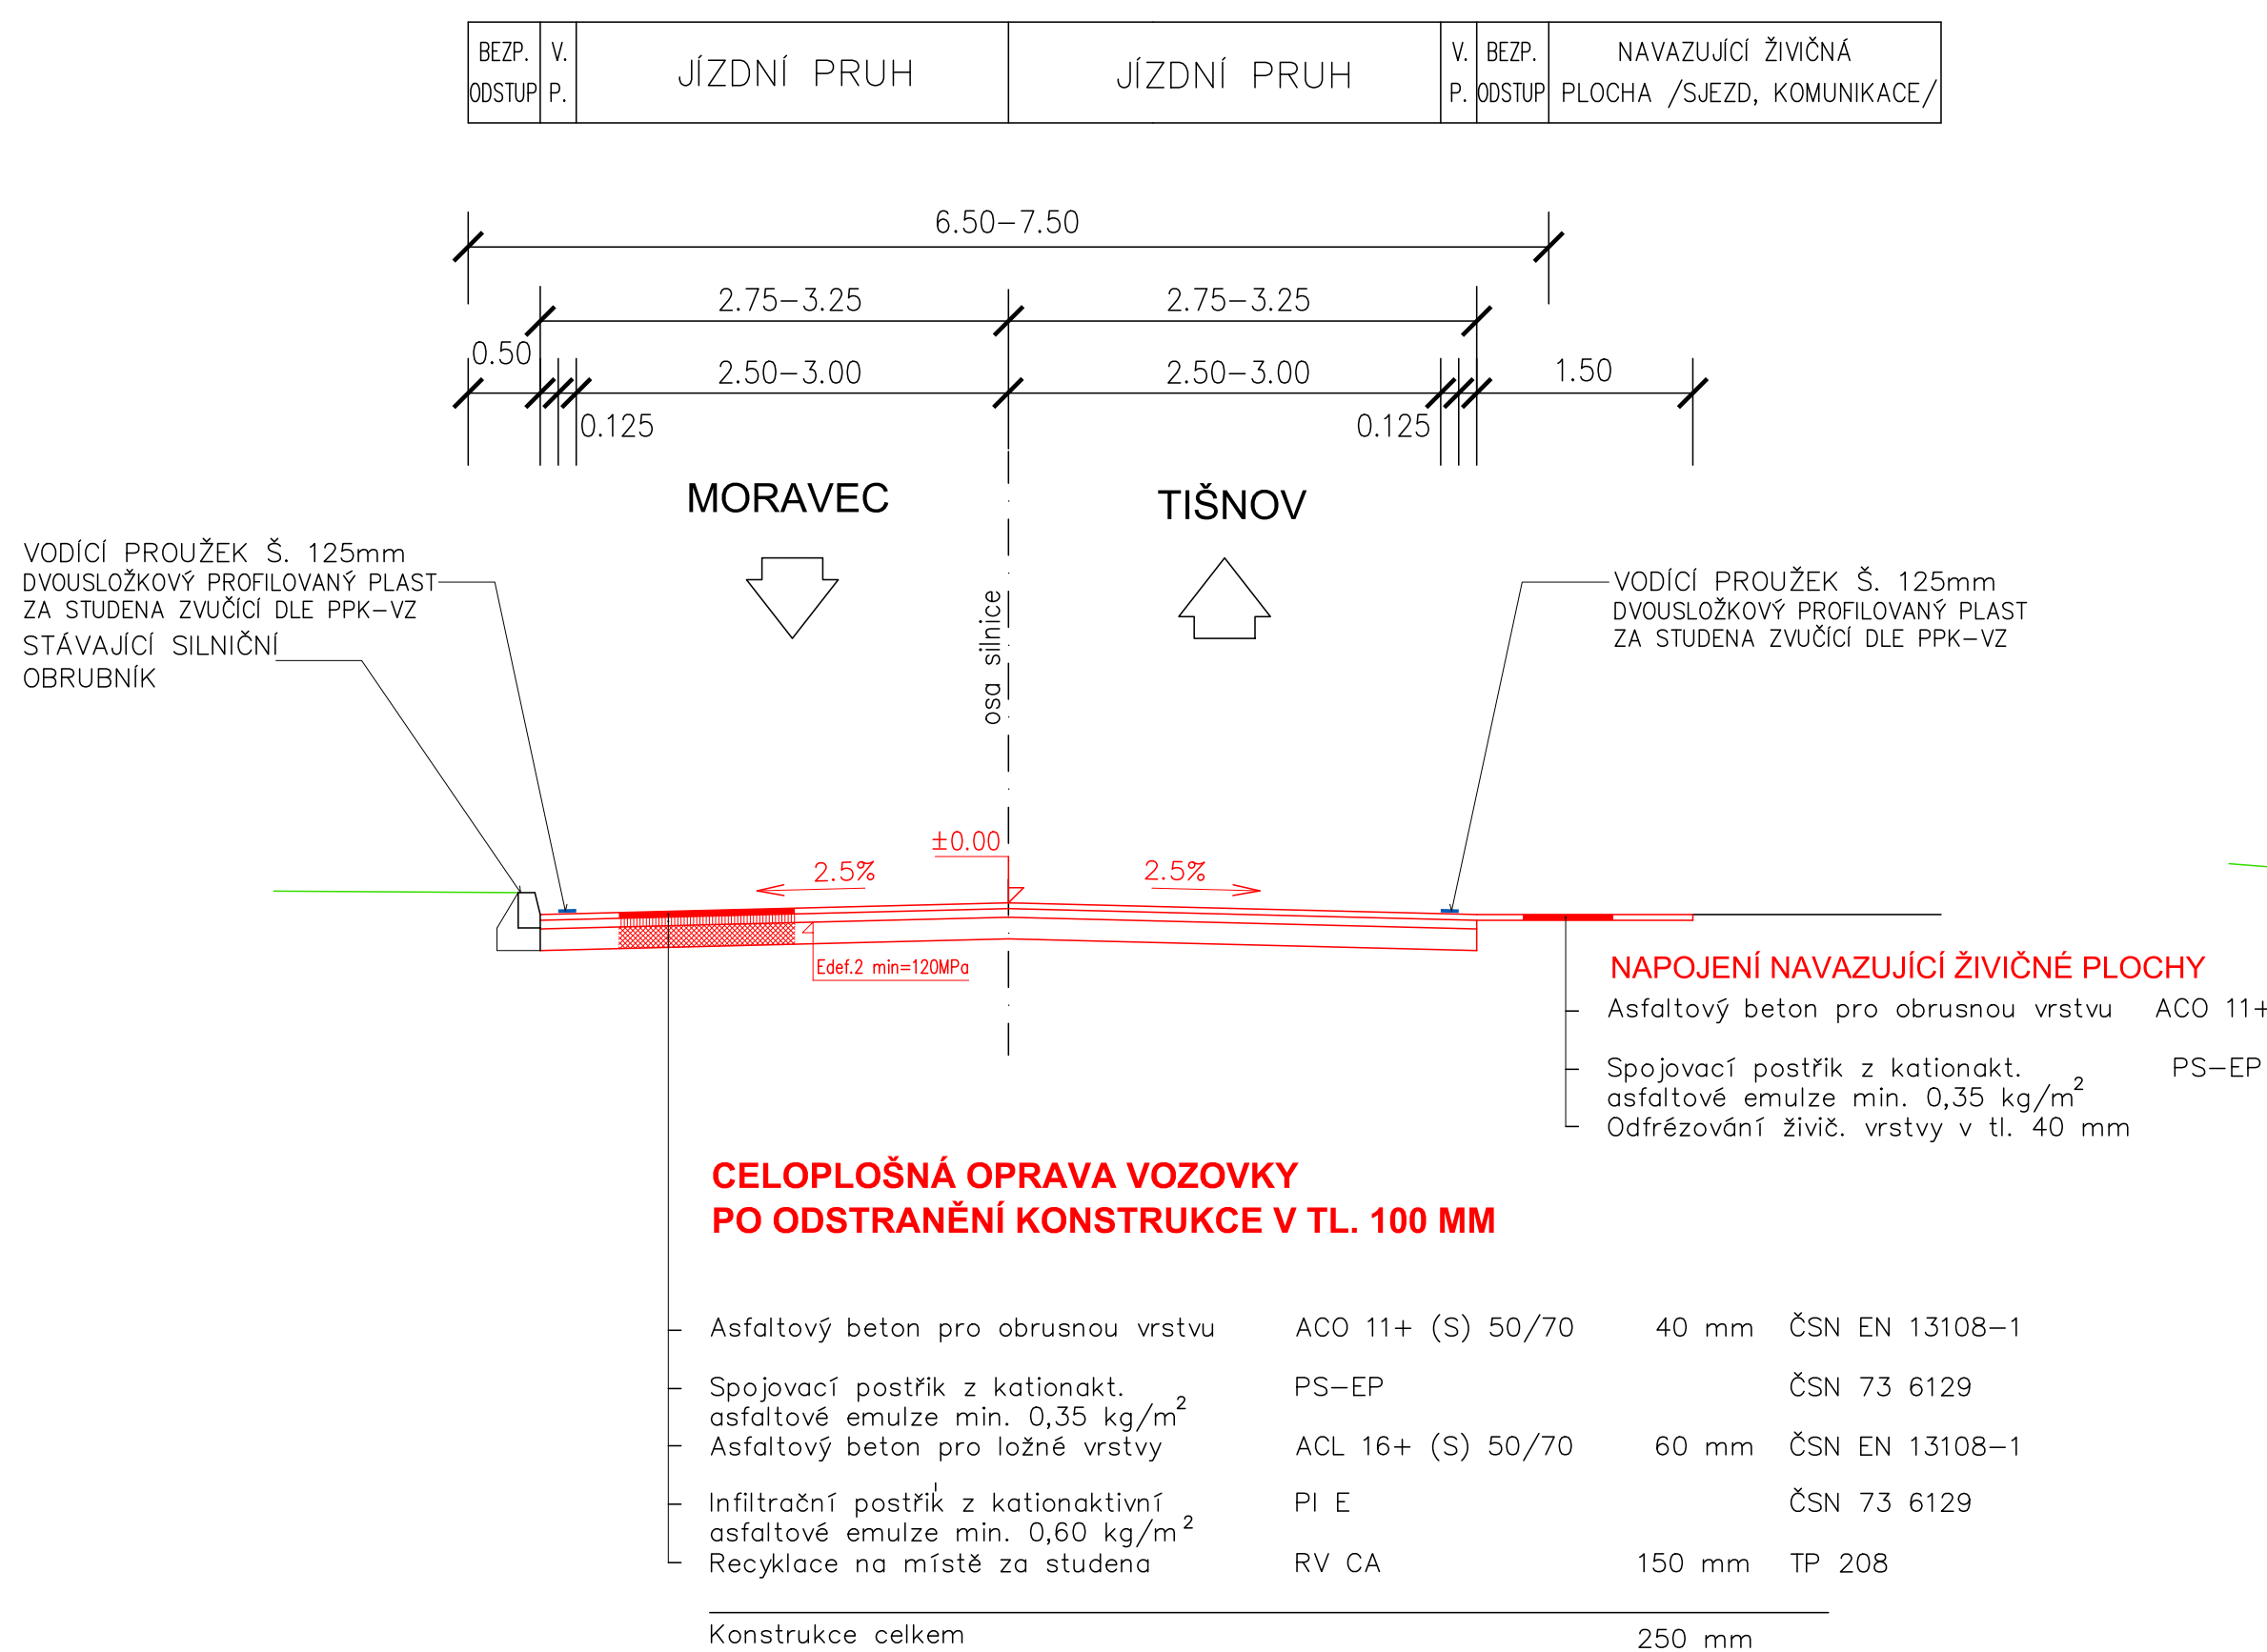 BEZP.
ODSTUP
V.
P.
JÍZDNÍ PRUH
JÍZDNÍ PRUH
V.
P.
BEZP.
ODSTUP
NAVAZUJÍCÍ ŽIVIČNÁ
PLOCHA /SJEZD, KOMUNIKACE/
6.50–7.50
2.75–3.25
2.75–3.25
0.50
2.50–3.00
2.50–3.00
1.50
0.125
0.125
MORAVEC
TIŠNOV
VODÍCÍ PROUŽEK Š. 125mm
DVOUSLOŽKOVÝ PROFILOVANÝ PLAST
ZA STUDENA ZVUČÍCÍ DLE PPK–VZ
STÁVAJÍCÍ SILNIČNÍ
OBRUBNÍK
osa silnice
VODÍCÍ PROUŽEK Š. 125mm
DVOUSLOŽKOVÝ PROFILOVANÝ PLAST
ZA STUDENA ZVUČÍCÍ DLE PPK–VZ
±0.00
2.5%
2.5%
Edef.2 min=120MPa
NAPOJENÍ NAVAZUJÍCÍ ŽIVIČNÉ PLOCHY
Asfaltový beton pro obrusnou vrstvu ACO 11+
Spojovací postřik z kationakt. PS–EP
asfaltové emulze min. 0,35 kg/m²
Odfrézování živič. vrstvy v tl. 40 mm
CELOPLOŠNÁ OPRAVA VOZOVKY
PO ODSTRANĚNÍ KONSTRUKCE V TL. 100 MM
Asfaltový beton pro obrusnou vrstvu ACO 11+ (S) 50/70 40 mm ČSN EN 13108–1
Spojovací postřik z kationakt. PS–EP ČSN 73 6129
asfaltové emulze min. 0,35 kg/m²
Asfaltový beton pro ložné vrstvy ACL 16+ (S) 50/70 60 mm ČSN EN 13108–1
Infiltrační postřik z kationaktivní PI E ČSN 73 6129
asfaltové emulze min. 0,60 kg/m²
Recyklace na místě za studena RV CA 150 mm TP 208
Konstrukce celkem 250 mm